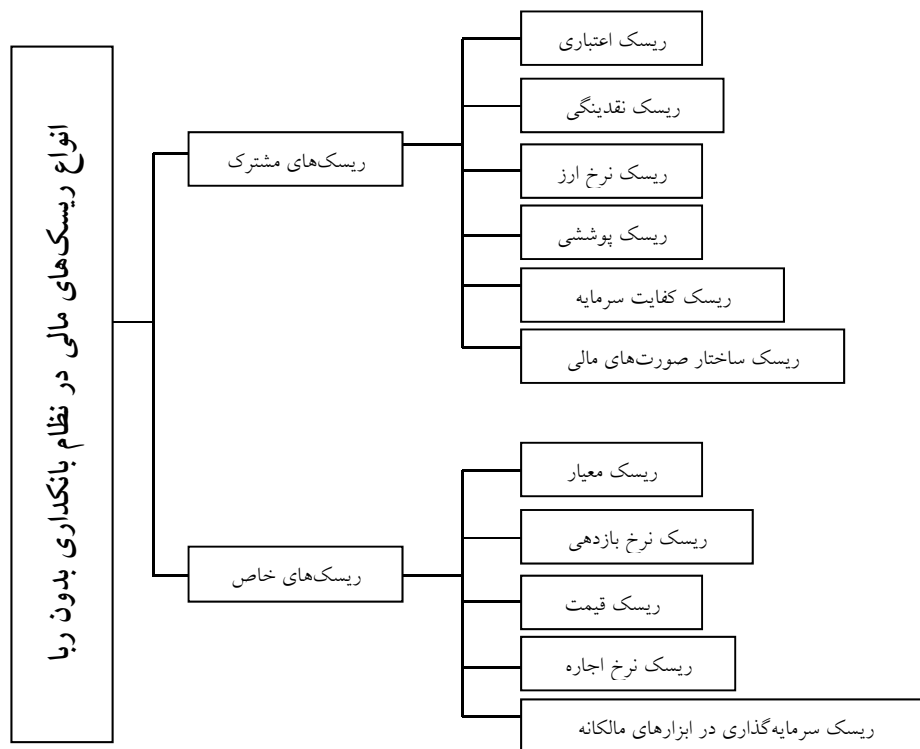 انواع ریسک‌های مالی در نظام بانکداری بدون ربا
ریسک‌های مشترک
ریسک اعتباری
ریسک نقدینگی
ریسک نرخ ارز
ریسک پوششی
ریسک کفایت سرمایه
ریسک ساختار صورت‌های مالی
ریسک‌های خاص
ریسک معیار
ریسک نرخ بازدهی
ریسک قیمت
ریسک نرخ اجاره
ریسک سرمایه‌گذاری در ابزارهای مالکانه